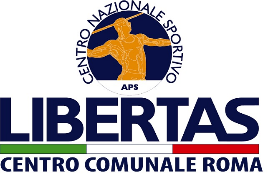 CENTRO NAZIONALE SPORTIVO
APS
LIBERTAS
CENTRO COMUNALE ROMA